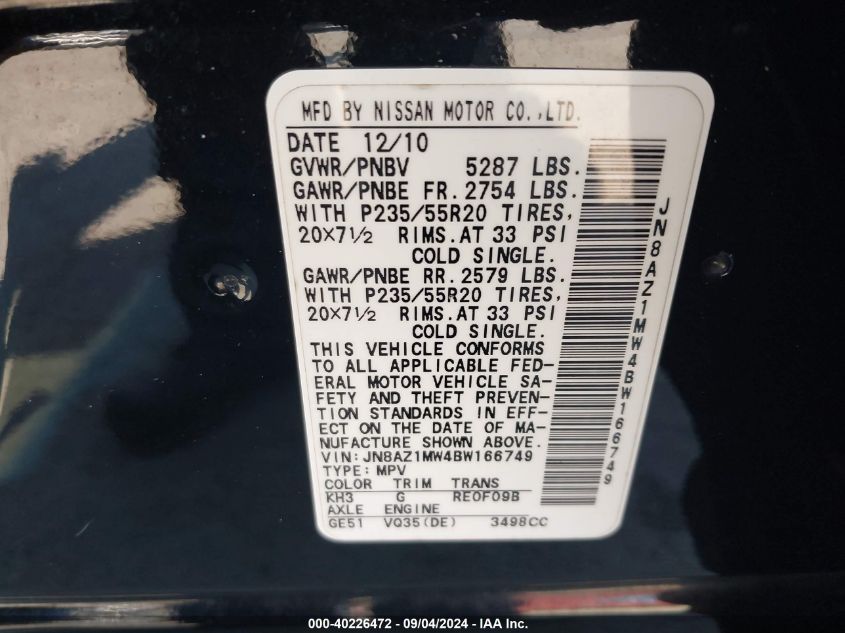 MFD BY NISSAN MOTOR CO.,LTD.
DATE 12/10
GVWR/PNBV 5287 LBS.
GAWR/PNBE FR. 2754 LBS.
WITH P235/55R20 TIRES,
20×7½ RIMS.AT 33 PSI
COLD SINGLE.
GAWR/PNBE RR. 2579 LBS.
WITH P235/55R20 TIRES,
20×7½ RIMS.AT 33 PSI
COLD SINGLE.
THIS VEHICLE CONFORMS
TO ALL APPLICABLE FED-
ERAL MOTOR VEHICLE SA-
FETY AND THEFT PREVEN-
TION STANDARDS IN EFF-
ECT ON THE DATE OF MA-
NUFACTURE SHOWN ABOVE.
VIN: JN8AZ1MW4BW166749
TYPE: MPV
COLOR TRIM TRANS
KH3 G RE0F09B
AXLE ENGINE
GE51 VQ35(DE) 3498CC
JN8AZ1MW4BW166749
000-40226472 - 09/04/2024 - IAA Inc.